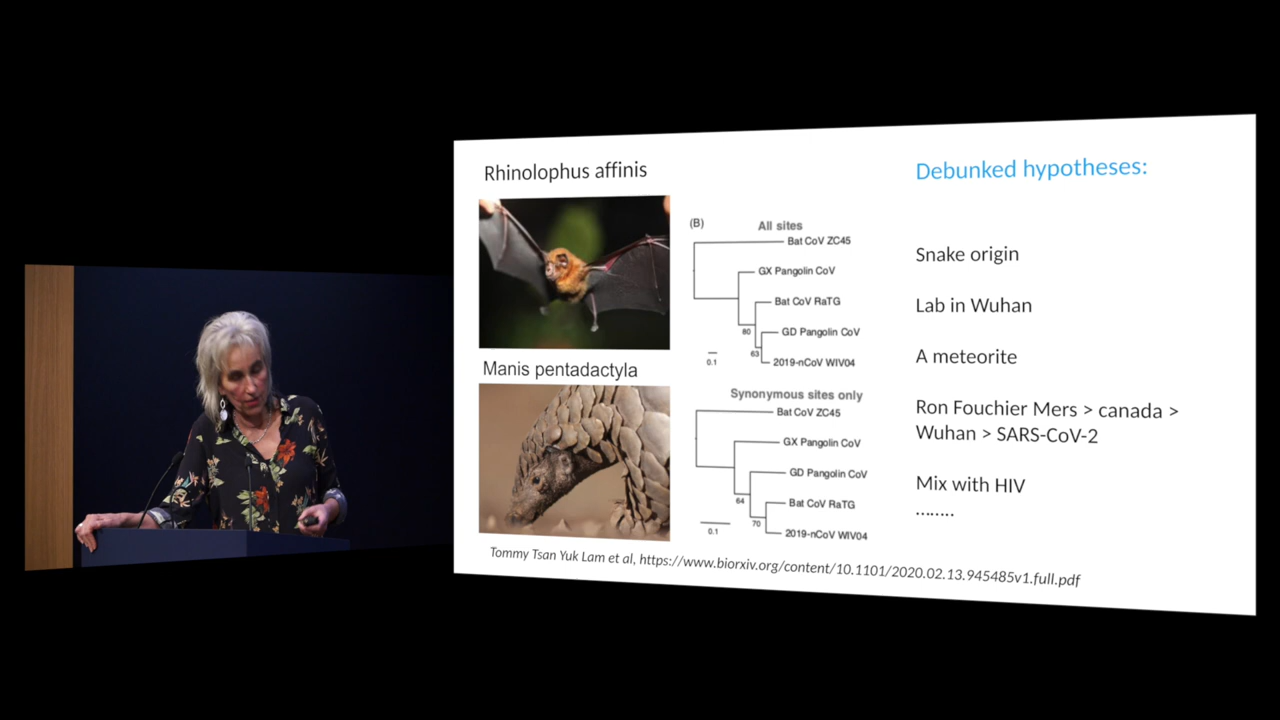 Rhinolophus affinis
Manis pentadactyla
(B)
All sites
Bat CoV ZC45
GX Pangolin CoV
Bat CoV RaTG
80
GD Pangolin CoV
63
2019-nCoV WIV04
0.1
Synonymous sites only
Bat CoV ZC45
GX Pangolin CoV
GD Pangolin CoV
64
Bat CoV RaTG
70
2019-nCoV WIV04
0.1
Debunked hypotheses:
Snake origin
Lab in Wuhan
A meteorite
Ron Fouchier Mers > canada >
Wuhan > SARS-CoV-2
Mix with HIV
........
Tommy Tsan Yuk Lam et al, https://www.biorxiv.org/content/10.1101/2020.02.13.945485v1.full.pdf